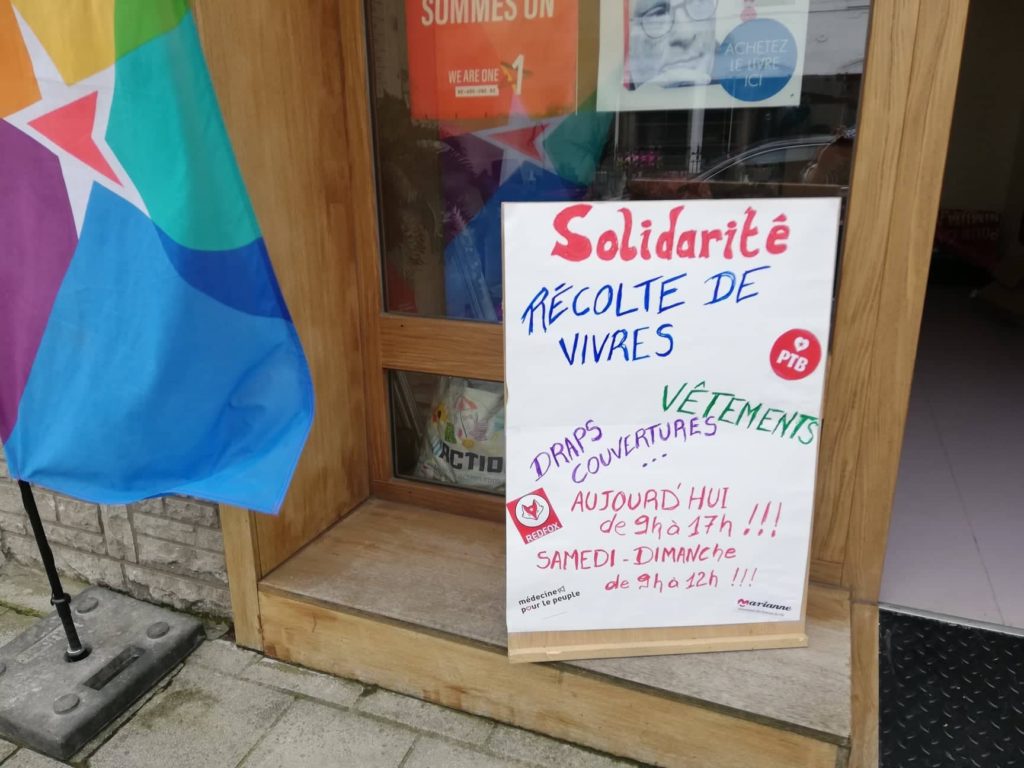 SOMMES UN
WE ARE ONE
1
ACHETEZ
LE LIVRE
ICI
Solidarité
RÉCOLTE DE
VIVRES
PTB
VÊTEMENTS
DRAPS
COUVERTURES
...
REDFOX
AUJOURD'HUI
de 9h à 17h !!!
SAMEDI - DIMANche
de 9h à 12h !!!
médecine
pour le peuple
marianne
ACTION